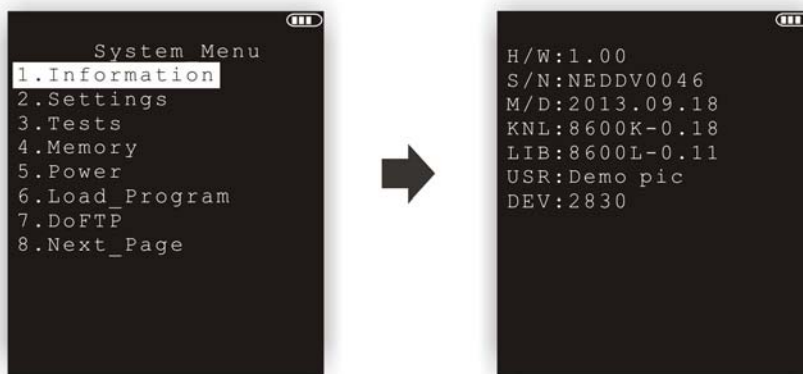 System Menu
1.Information
2.Settings
3.Tests
4.Memory
5.Power
6.Load_Program
7.DoFTP
8.Next_Page
H/W:1.00
S/N:NEDDV0046
M/D:2013.09.18
KNL:8600K-0.18
LIB:8600L-0.11
USR:Demo pic
DEV:2830